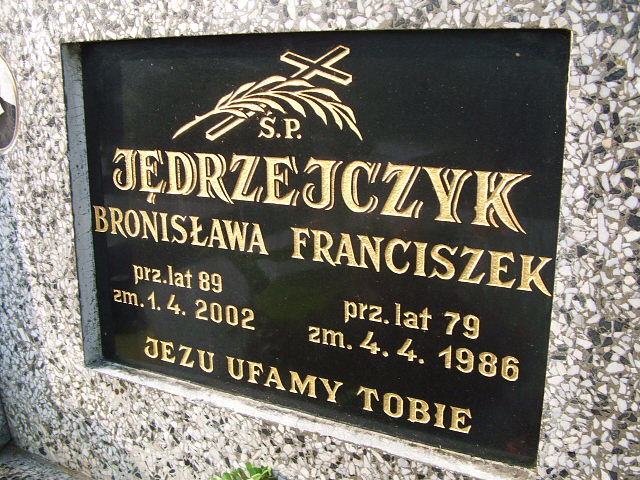 Ś.P.
JĘDRZEJCZYK
BRONISŁAWA FRANCISZEK
prz.lat 89
zm. 1. 4. 2002
prz. lat 79
zm. 4. 4. 1986
JEZU UFAMY TOBIE